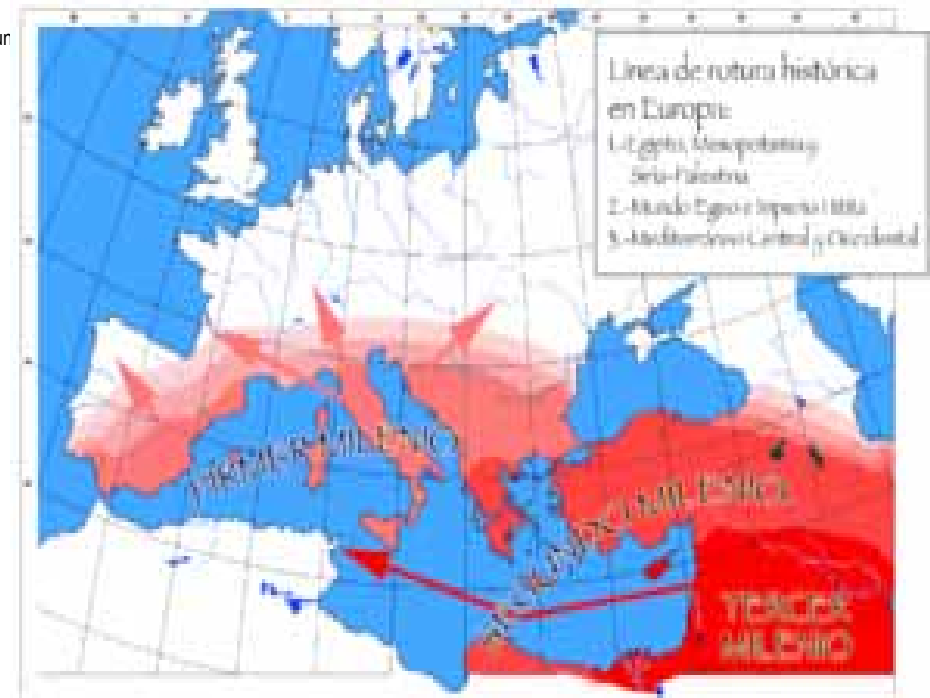 Línea de rotura histórica
en Europa:
1.-Egipto, Mesopotamia y
Siria-Palestina
2.-Mundo Egeo e Imperio Hitita
3.-Mediterráneo Central y Occidental
PRIMER MILENIO
SEGUNDO MILENIO
TERCER
MILENIO